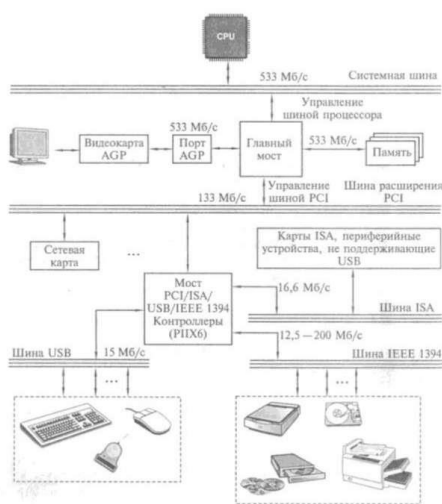 CPU
533 Мб/с
Системная шина
Управление
шиной процессора
533 Мб/с
Видеокарта
AGP
Порт
AGP
Главный
мост
533 Мб/с
Память
Управление
шиной PCI
Шина расширения
PCI
133 Мб/с
Сетевая
карта
...
Карты ISA, периферийные
устройства, не поддерживающие
USB
Мост
PCI/ISA/
USB/IEEE 1394
Контроллеры
(PIIX6)
16,6 Мб/с
Шина ISA
12,5 — 200 Мб/с
Шина USB
15 Мб/с
Шина IEEE 1394
...
...